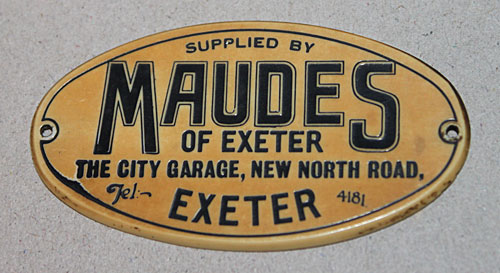 SUPPLIED BY
MAUDES
OF EXETER
THE CITY GARAGE, NEW NORTH ROAD,
Tel:- EXETER 4181